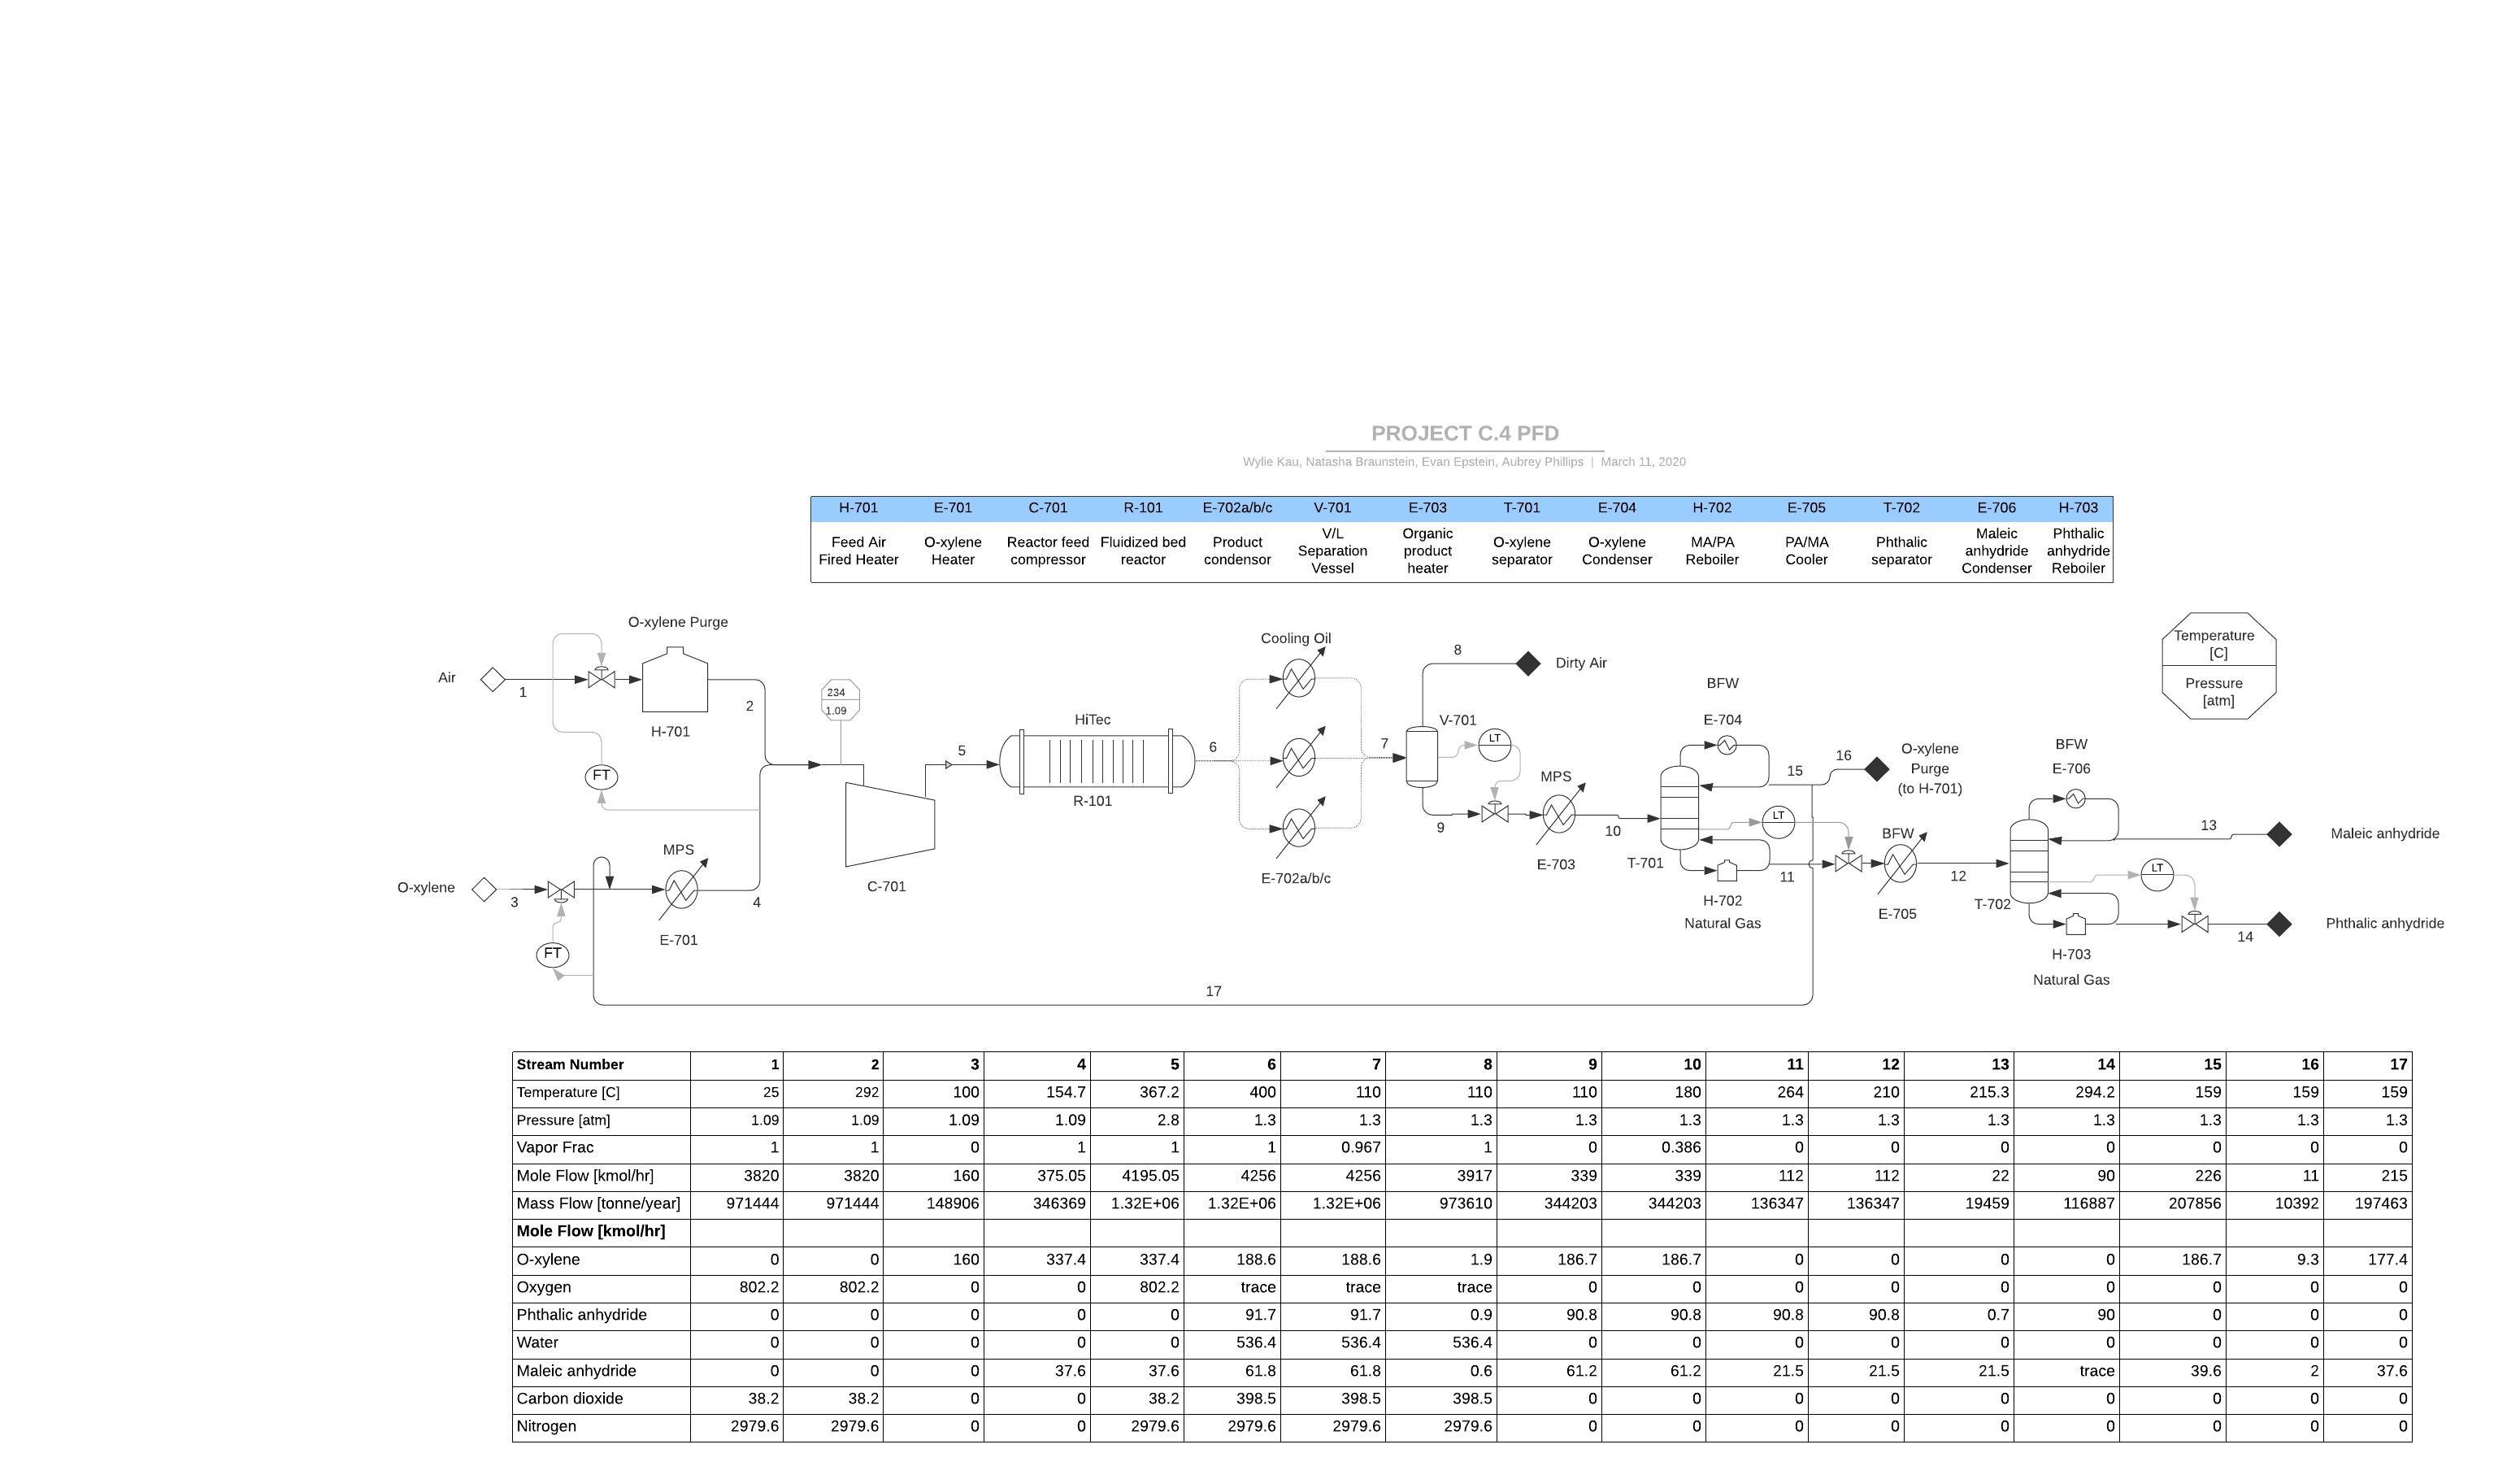 PROJECT C.4 PFD
Wylie Kau, Natasha Braunstein, Evan Epstein, Aubrey Phillips | March 11, 2020
H-701 E-701 C-701 R-101 E-702a/b/c V-701 E-703 T-701 E-704 H-702 E-705 T-702 E-706 H-703
Feed Air Fired Heater
O-xylene Heater
Reactor feed compressor
Fluidized bed reactor
Product condensor
V/L Separation Vessel
Organic product heater
O-xylene separator
O-xylene Condenser
MA/PA Reboiler
PA/MA Cooler
Phthalic separator
Maleic anhydride Condenser
Phthalic anhydride Reboiler
O-xylene Purge
Air
1
H-701
2
FT
234
1.09
O-xylene
3
FT
MPS
E-701
4
C-701
5
HiTec
R-101
6
Cooling Oil
E-702a/b/c
7
8
Dirty Air
V-701
LT
9
MPS
E-703
10
BFW
E-704
T-701
LT
H-702
Natural Gas
11
15
16
O-xylene
Purge
(to H-701)
BFW
E-705
12
BFW
E-706
T-702
LT
H-703
Natural Gas
13
Maleic anhydride
14
Phthalic anhydride
17
Temperature
[C]
Pressure
[atm]
Stream Number 1 2 3 4 5 6 7 8 9 10 11 12 13 14 15 16 17
Temperature [C] 25 292 100 154.7 367.2 400 110 110 110 180 264 210 215.3 294.2 159 159 159
Pressure [atm] 1.09 1.09 1.09 1.09 2.8 1.3 1.3 1.3 1.3 1.3 1.3 1.3 1.3 1.3 1.3 1.3 1.3
Vapor Frac 1 1 0 1 1 1 0.967 1 0 0.386 0 0 0 0 0 0 0
Mole Flow [kmol/hr] 3820 3820 160 375.05 4195.05 4256 4256 3917 339 339 112 112 22 90 226 11 215
Mass Flow [tonne/year] 971444 971444 148906 346369 1.32E+06 1.32E+06 1.32E+06 973610 344203 344203 136347 136347 19459 116887 207856 10392 197463
Mole Flow [kmol/hr]
O-xylene 0 0 160 337.4 337.4 188.6 188.6 1.9 186.7 186.7 0 0 0 0 186.7 9.3 177.4
Oxygen 802.2 802.2 0 0 802.2 trace trace trace 0 0 0 0 0 0 0 0 0
Phthalic anhydride 0 0 0 0 0 91.7 91.7 0.9 90.8 90.8 90.8 90.8 0.7 90 0 0 0
Water 0 0 0 0 0 536.4 536.4 536.4 0 0 0 0 0 0 0 0 0
Maleic anhydride 0 0 0 37.6 37.6 61.8 61.8 0.6 61.2 61.2 21.5 21.5 21.5 trace 39.6 2 37.6
Carbon dioxide 38.2 38.2 0 0 38.2 398.5 398.5 398.5 0 0 0 0 0 0 0 0 0
Nitrogen 2979.6 2979.6 0 0 2979.6 2979.6 2979.6 2979.6 0 0 0 0 0 0 0 0 0